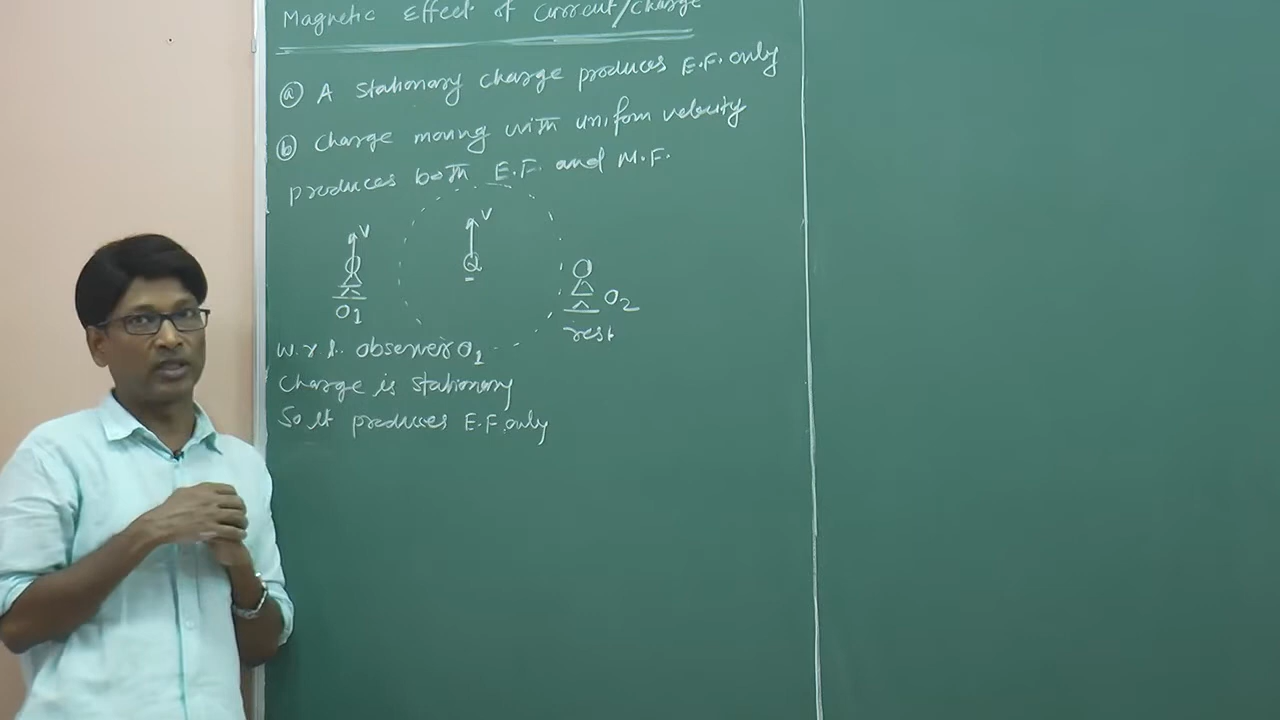 Magnetic Effect of Current/Charge
(a) A stationary charge produces E.F. only
(b) Charge moving with uniform velocity
produces both E.F. and M.F.
V
V
Q
O1
O2
rest
w.r.t. observer O1
Charge is stationary
So it produces E.F. only